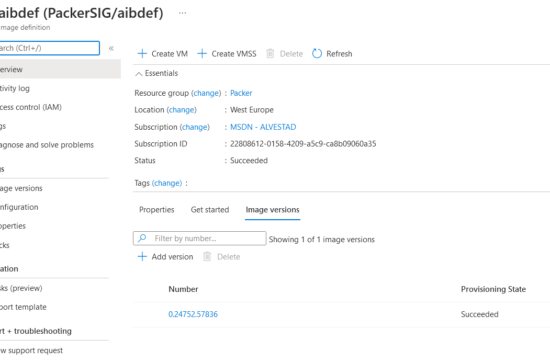 aibdef (PackerSIG/aibdef) ...
image definition
arch (Ctrl+/) «
erview
tivity log
cess control (IAM)
gs
agnose and solve problems
gs
age versions
nfiguration
operties
cks
ation
sks (preview)
port template
rt + troubleshooting
w support request
+ Create VM + Create VMSS Delete Refresh
Essentials
Resource group (change) : Packer
Location (change) : West Europe
Subscription (change) : MSDN - ALVESTAD
Subscription ID : 22808612-0158-4209-a5c9-ca8b09060a35
Status : Succeeded
Tags (change) :
Properties Get started Image versions
Filter by number... Showing 1 of 1 image versions
+ Add version Delete
Number Provisioning State
0.24752.57836 Succeeded